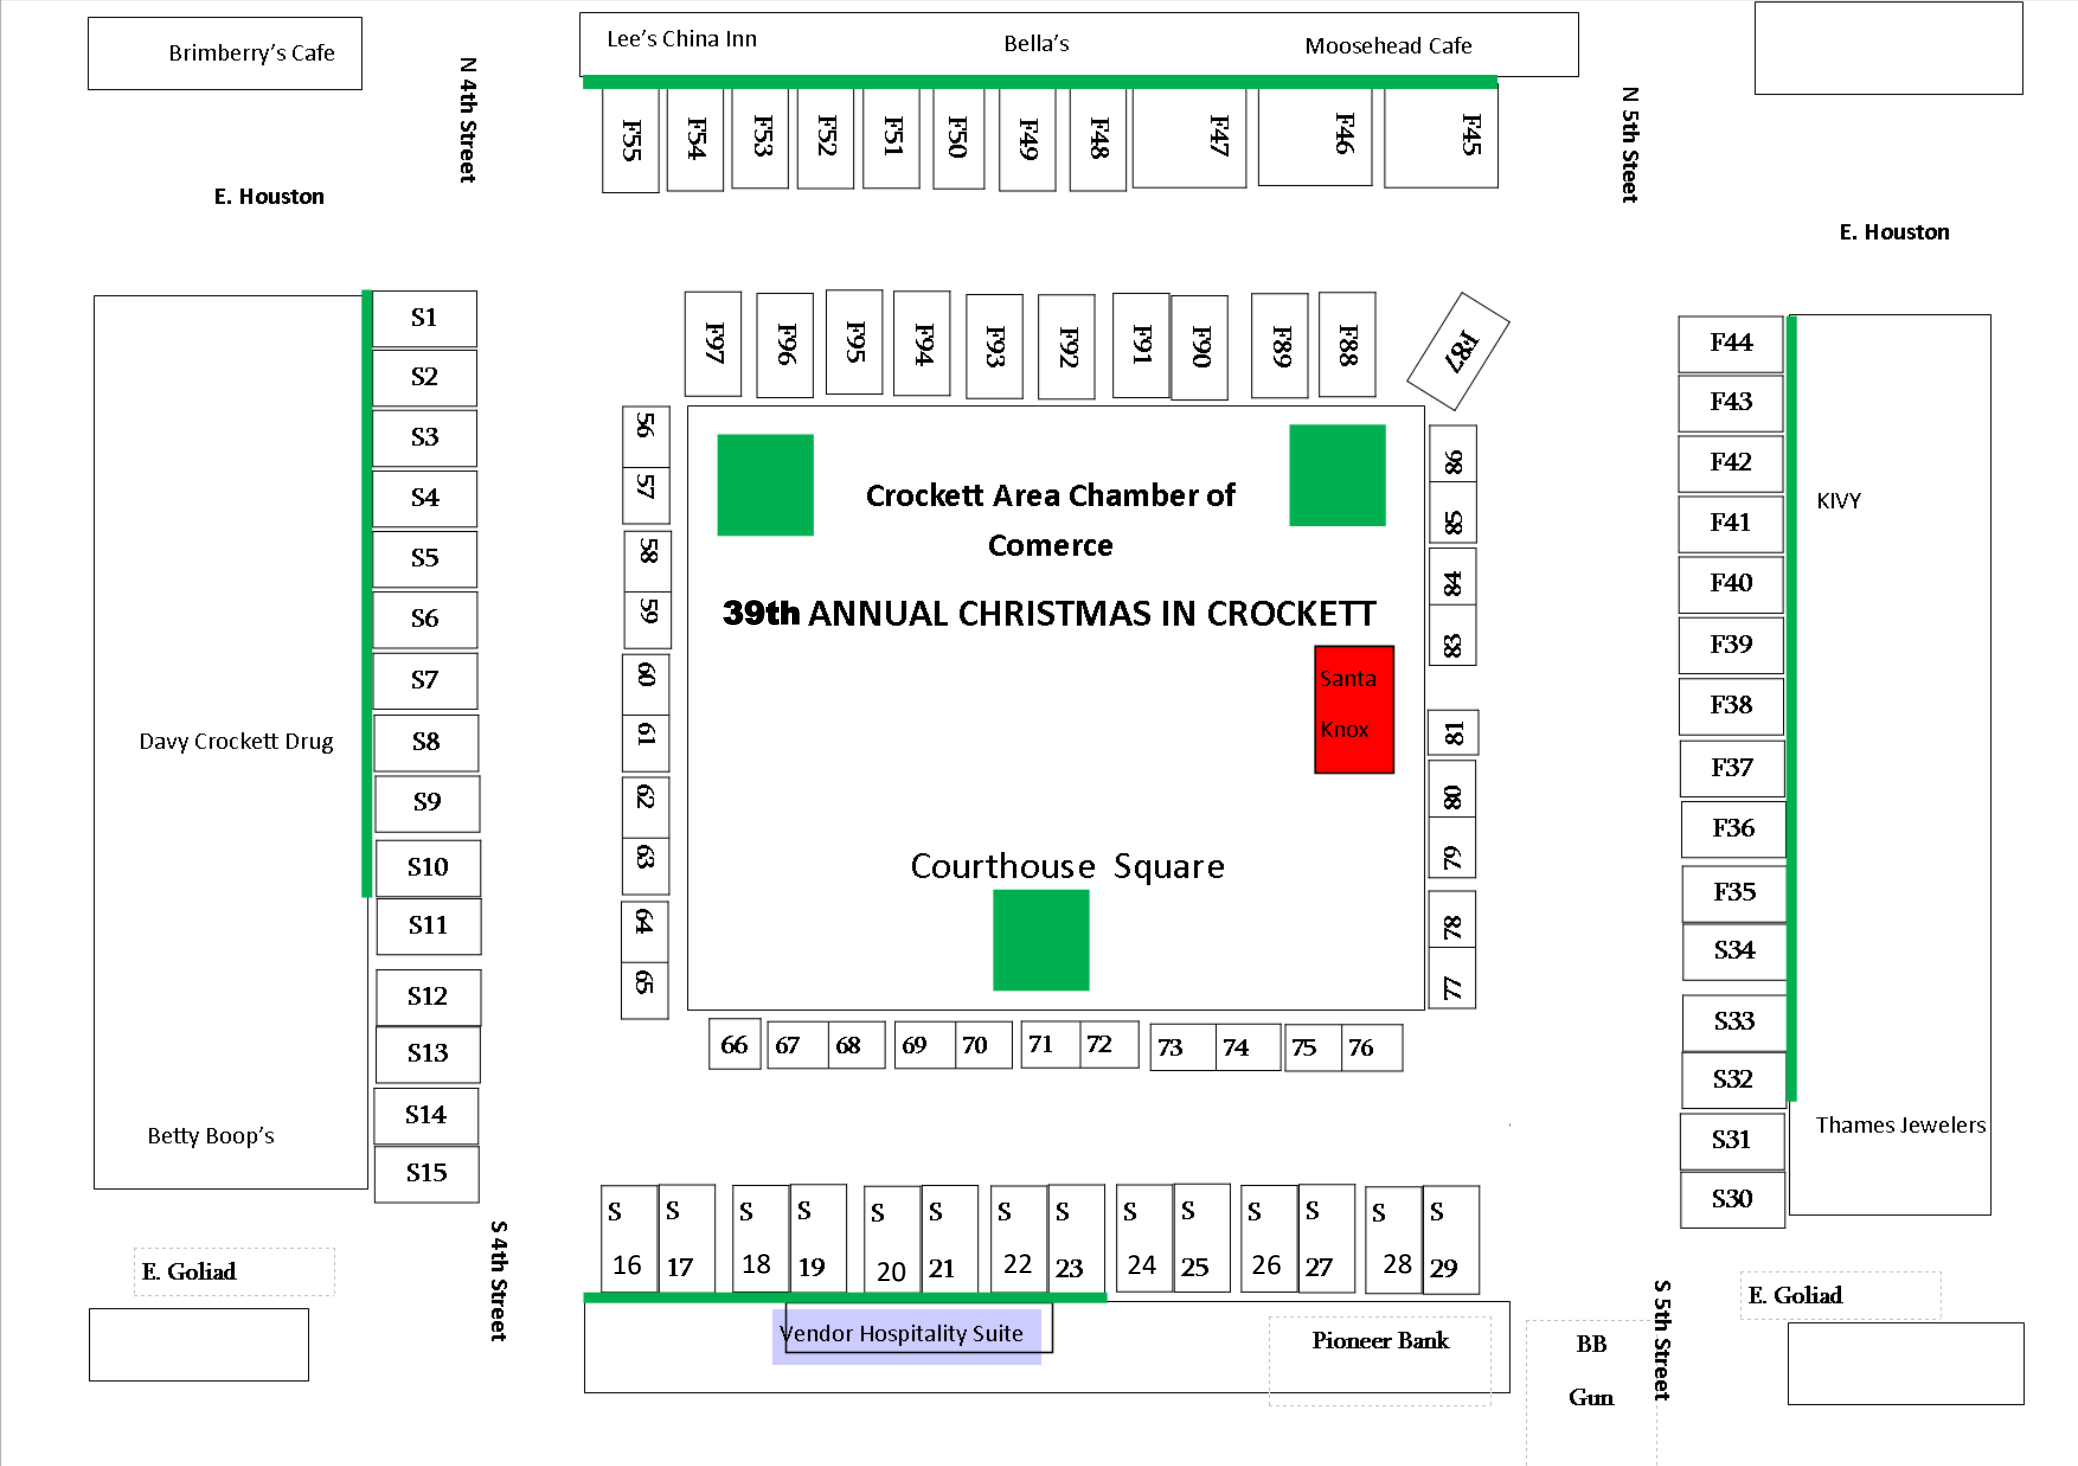 Brimberry's Cafe
Lee's China Inn
Bella's
Moosehead Cafe
N 4th Street
N 5th Steet
F55
F54
F53
F52
F51
F50
F49
F48
F47
F46
F45
E. Houston
E. Houston
S1
S2
S3
S4
S5
S6
S7
S8
S9
S10
S11
S12
S13
S14
S15
Davy Crockett Drug
Betty Boop's
F97
F96
F95
F94
F93
F92
F91
F90
F89
F88
F87
56
57
58
59
60
61
62
63
64
65
Crockett Area Chamber of
Comerce
39th ANNUAL CHRISTMAS IN CROCKETT
Santa
Knox
Courthouse Square
86
85
84
83
81
80
79
78
77
66
67
68
69
70
71
72
73
74
75
76
F44
F43
F42
F41
F40
F39
F38
F37
F36
F35
S34
S33
S32
S31
S30
KIVY
Thames Jewelers
S 16
S 17
S 18
S 19
S 20
S 21
S 22
S 23
S 24
S 25
S 26
S 27
S 28
S 29
S 4th Street
E. Goliad
Vendor Hospitality Suite
Pioneer Bank
BB
Gun
S 5th Street
E. Goliad